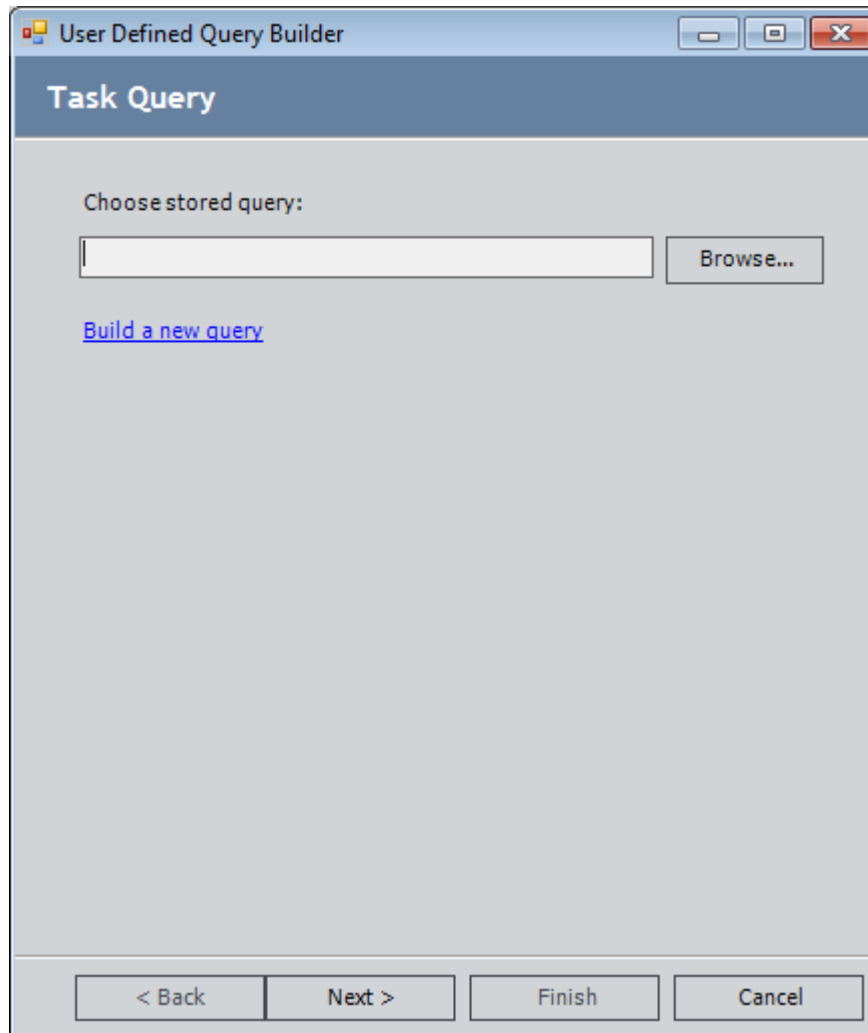 User Defined Query Builder
Task Query
Choose stored query:
Browse...
Build a new query
< Back Next > Finish Cancel